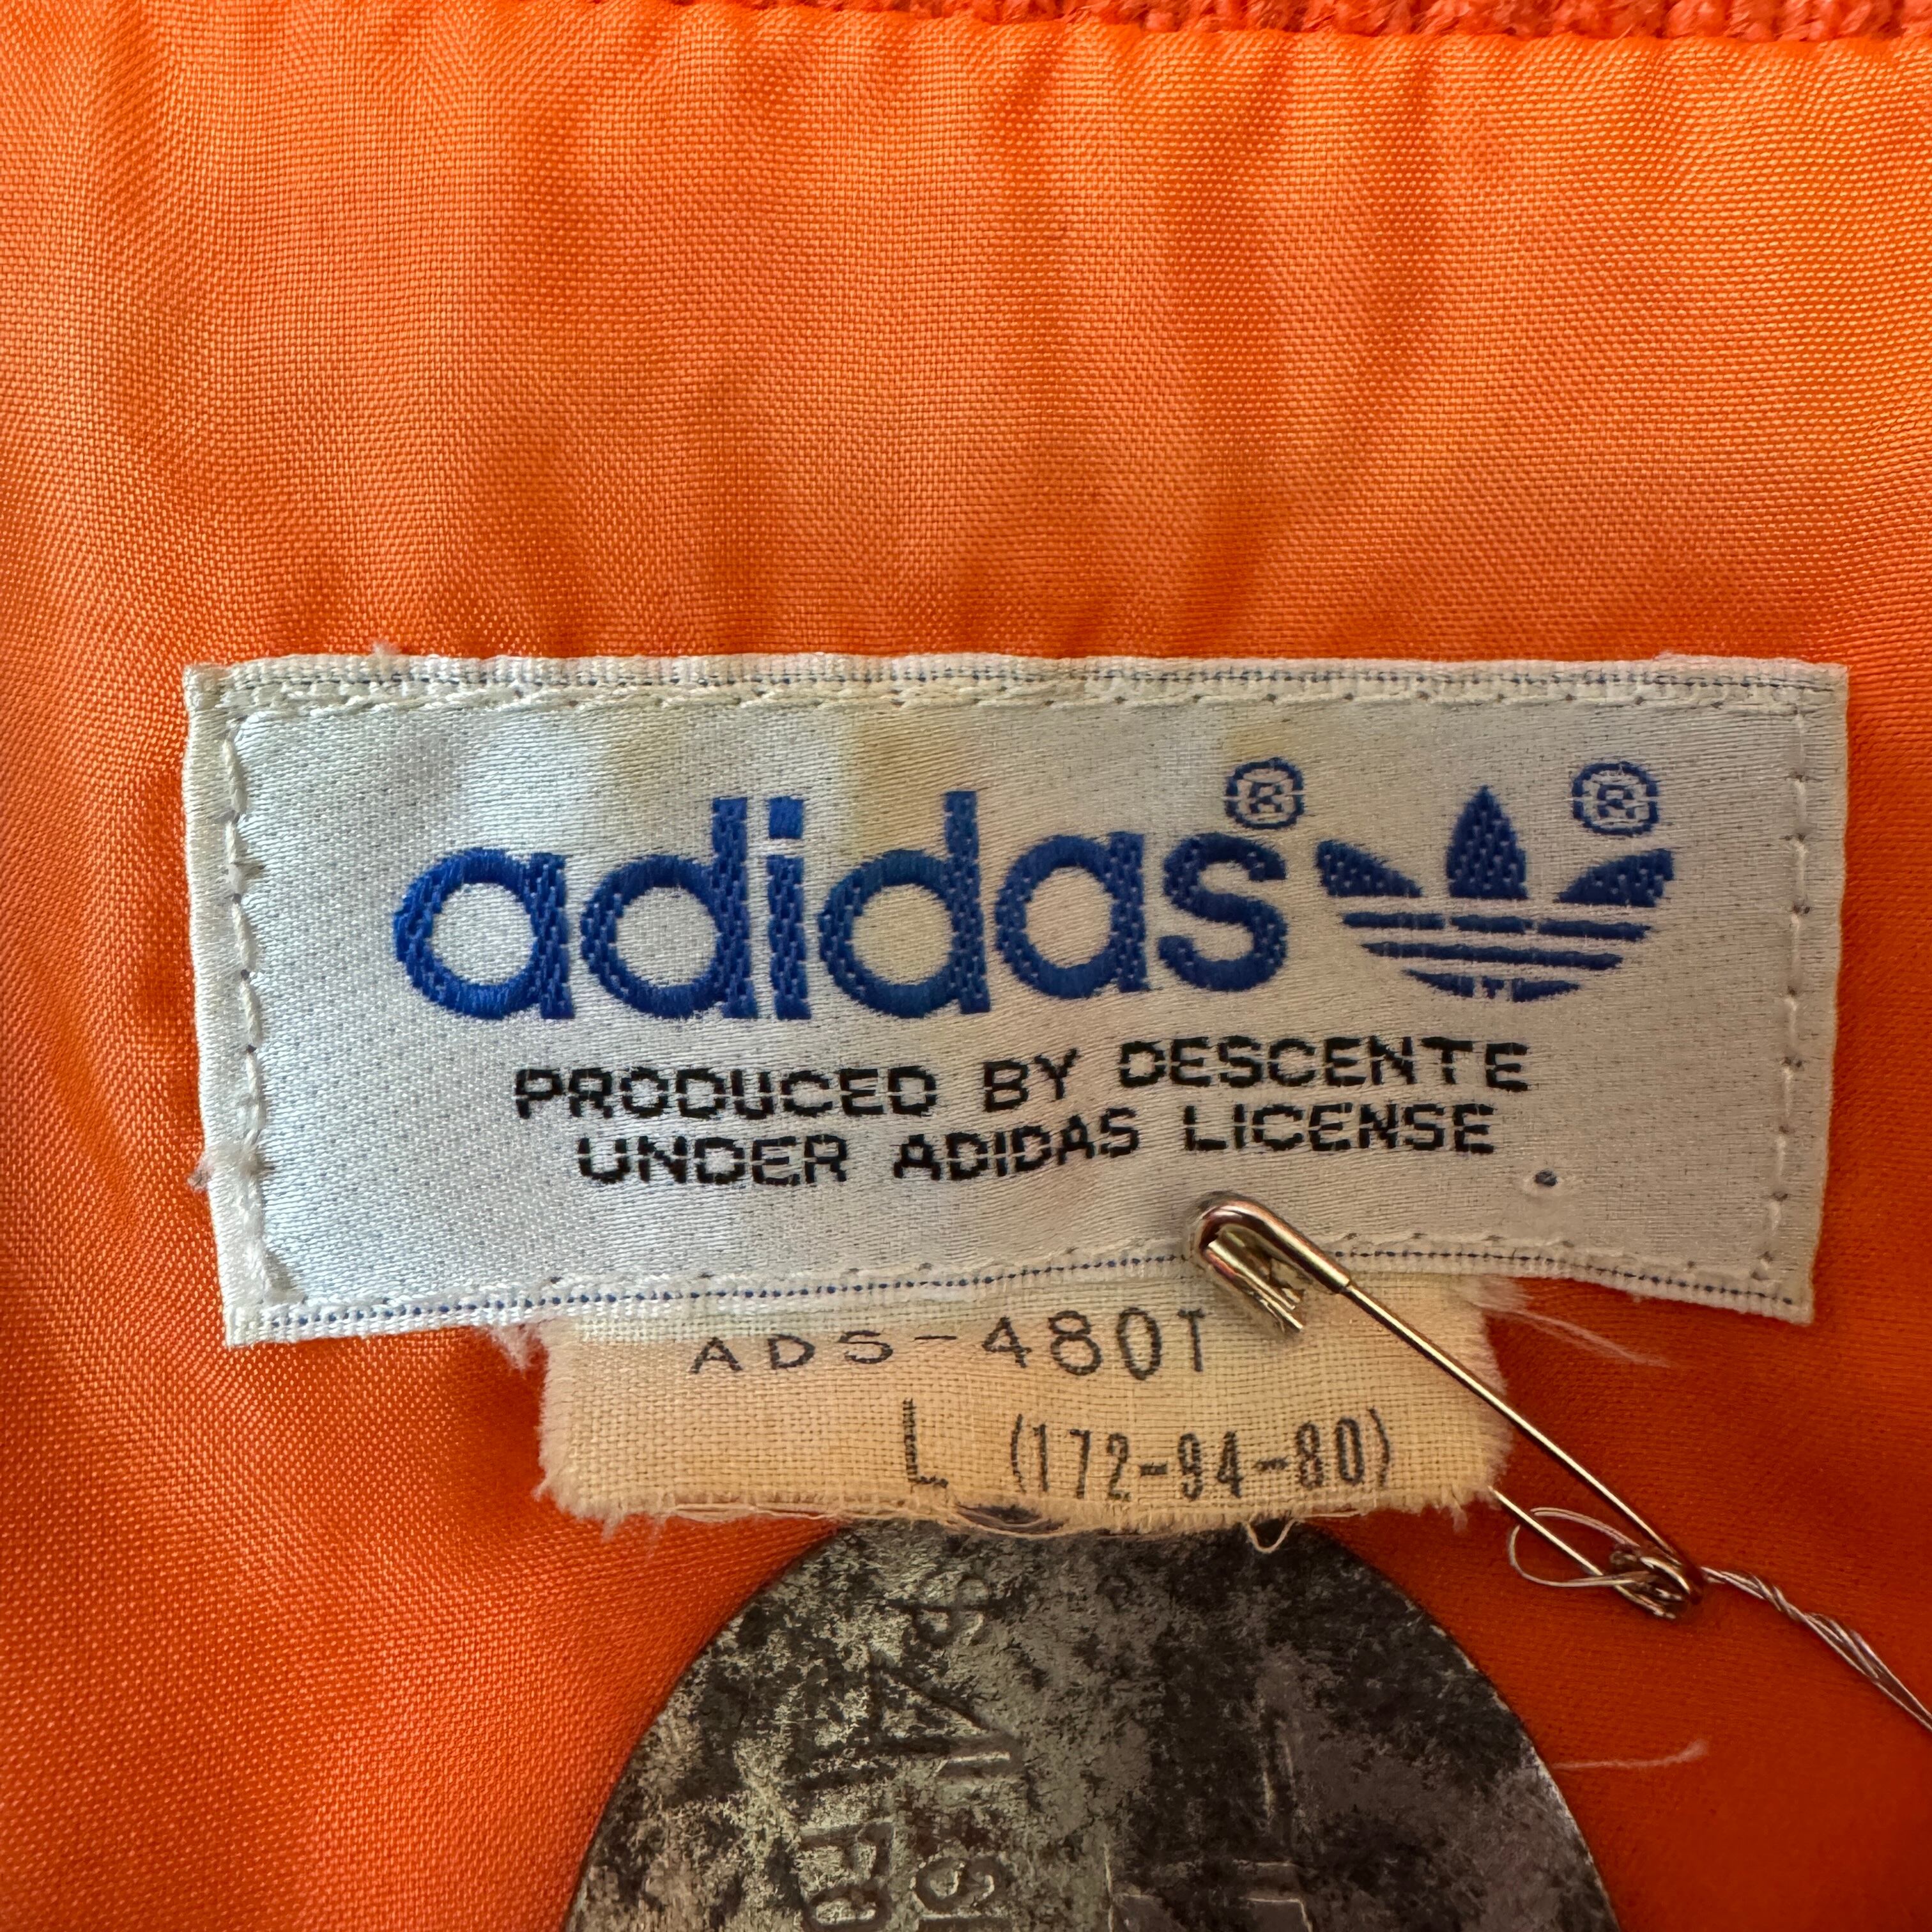 adidas® ®
PRODUCED BY DESCENTE
UNDER ADIDAS LICENSE
ADS-480T
L (172-94-80)